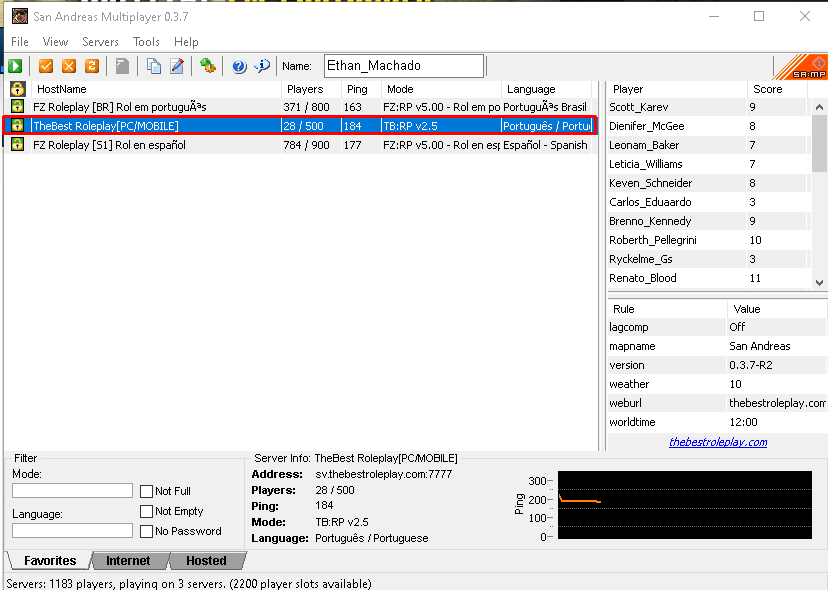 San Andreas Multiplayer 0.3.7
File View Servers Tools Help
Name: Ethan_Machado
SA:MP
HostName Players Ping Mode Language
FZ Roleplay [BR] Rol em portuguÃªs 371 / 800 163 FZ:RP v5.00 - Rol em po PortuguÃªs Brasil
TheBest Roleplay[PC/MOBILE] 28 / 500 184 TB:RP v2.5 Português / Portu
FZ Roleplay [S1] Rol en español 784 / 900 177 FZ:RP v5.00 - Rol en esp Español - Spanish
Player Score
Scott_Karev 9
Dienifer_McGee 8
Leonam_Baker 7
Leticia_Williams 7
Keven_Schneider 8
Carlos_Eduaardo 3
Brenno_Kennedy 9
Roberth_Pellegrini 10
Ryckelme_Gs 3
Renato_Blood 11
Rule Value
lagcomp Off
mapname San Andreas
version 0.3.7-R2
weather 10
weburl thebestroleplay.com
worldtime 12:00
thebestroleplay.com
Filter
Mode:
Not Full
Language:
Not Empty
No Password
Server Info: TheBest Roleplay[PC/MOBILE]
Address: sv.thebestroleplay.com:7777
Players: 28 / 500
Ping: 184
Mode: TB:RP v2.5
Language: Português / Portuguese
Ping
300
200
100
0
Favorites Internet Hosted
Servers: 1183 players, playing on 3 servers. (2200 player slots available)